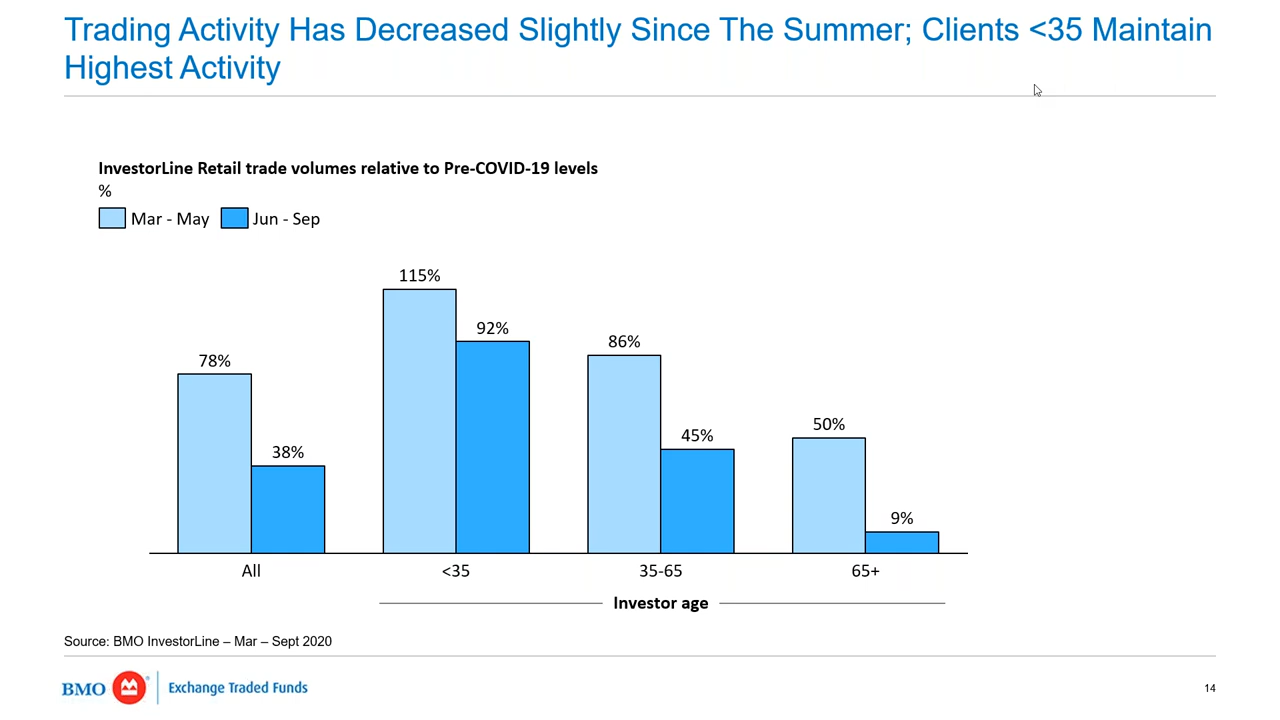 Trading Activity Has Decreased Slightly Since The Summer; Clients <35 Maintain
Highest Activity
InvestorLine Retail trade volumes relative to Pre-COVID-19 levels
%
Mar - May Jun - Sep
115%
92%
86%
78%
50%
45%
38%
9%
All <35 35-65 65+
Investor age
Source: BMO InvestorLine – Mar – Sept 2020
BMO Exchange Traded Funds 14